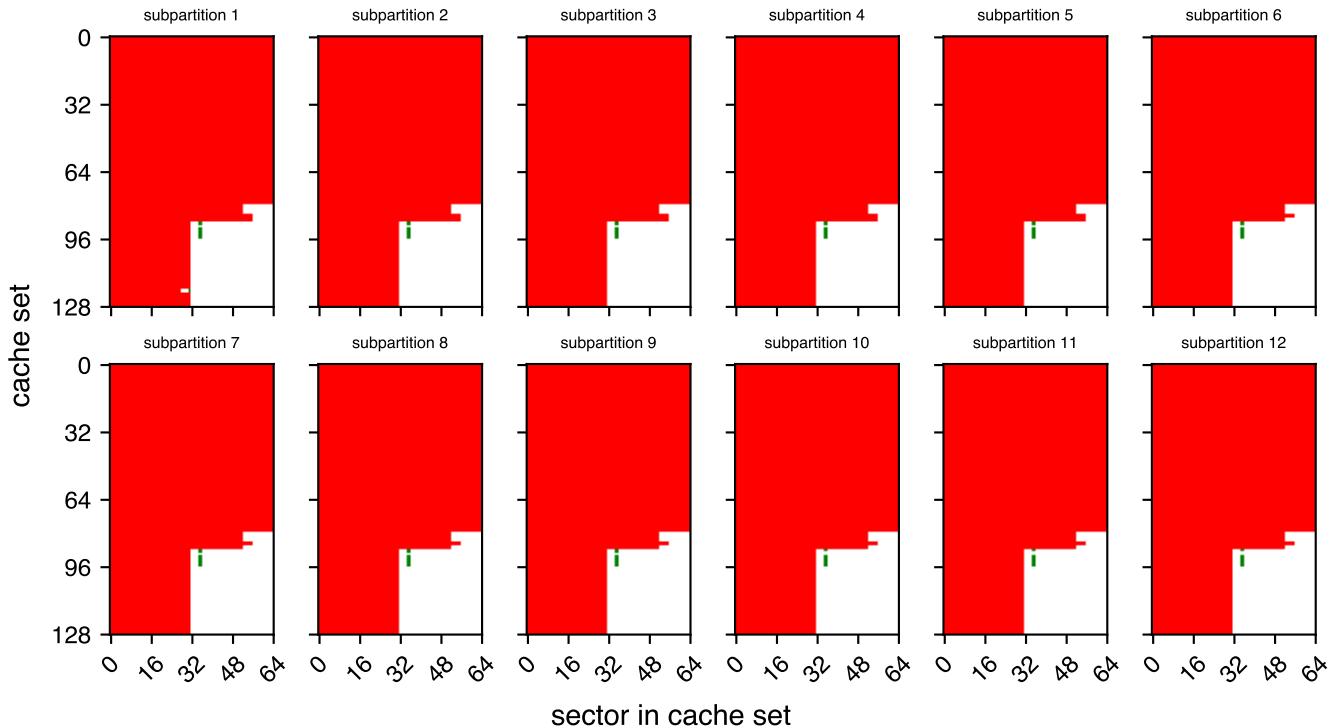 subpartition 1 subpartition 2 subpartition 3 subpartition 4 subpartition 5 subpartition 6
0
32
64
96
128
cache set
subpartition 7 subpartition 8 subpartition 9 subpartition 10 subpartition 11 subpartition 12
0
32
64
96
128
0 16 32 48 64 0 16 32 48 64 0 16 32 48 64 0 16 32 48 64 0 16 32 48 64 0 16 32 48 64
sector in cache set